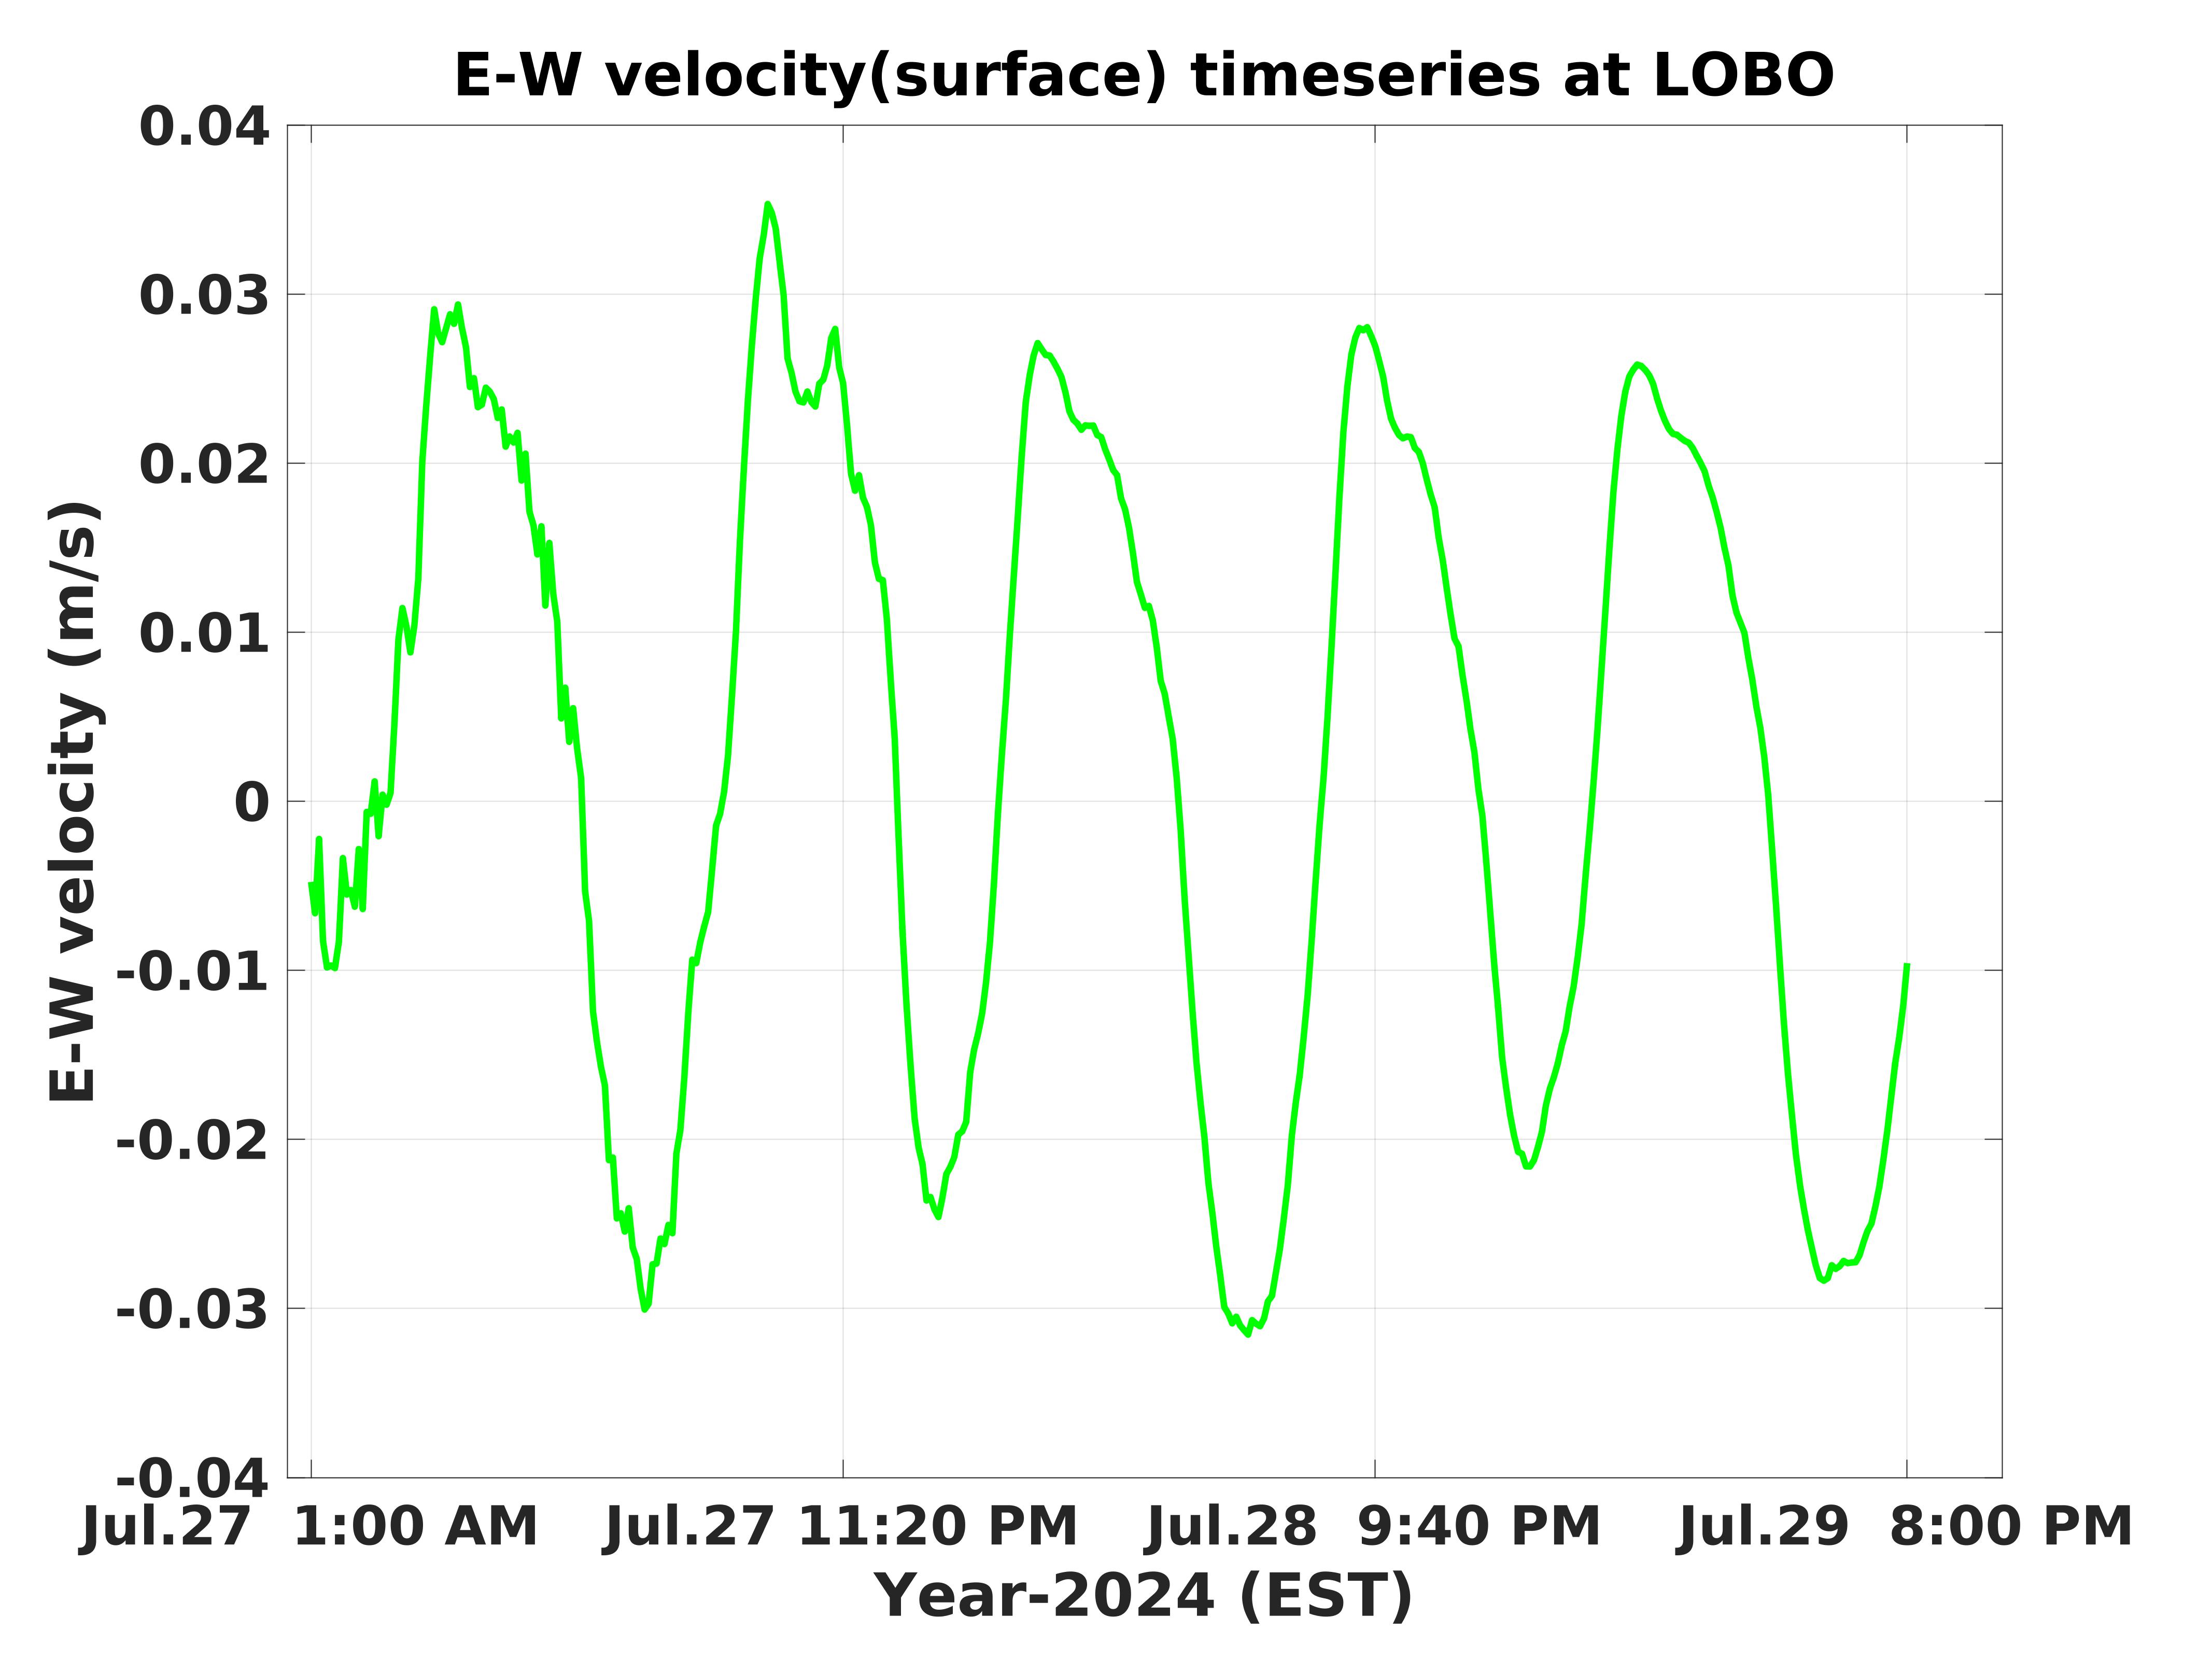 E-W velocity(surface) timeseries at LOBO
E-W velocity (m/s)
0.04
0.03
0.02
0.01
0
-0.01
-0.02
-0.03
-0.04
Jul.27 1:00 AM
Jul.27 11:20 PM
Jul.28 9:40 PM
Jul.29 8:00 PM
Year-2024 (EST)